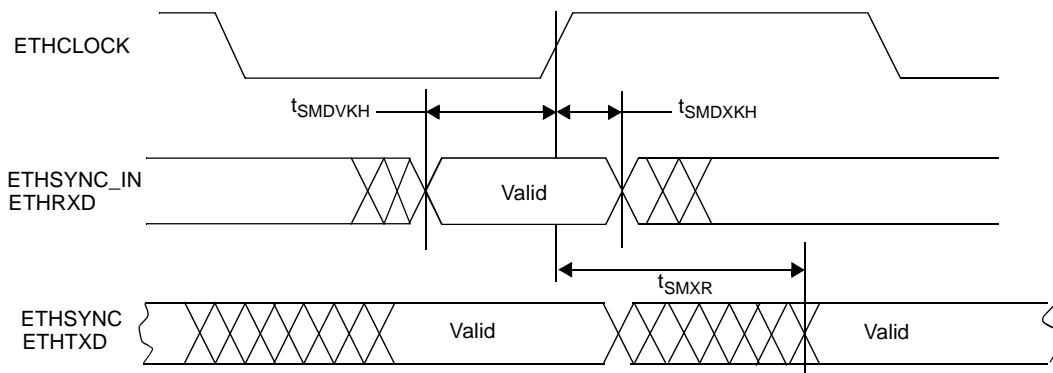 ETHCLOCK
tSMDVKH
tSMDXKH
ETHSYNC_IN
ETHRXD
Valid
tSMXR
ETHSYNC
ETHTXD
Valid
Valid